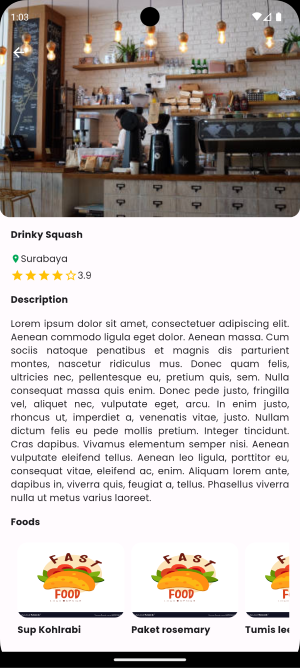 1:03
Drinky Squash
Surabaya
3.9
Description
Lorem ipsum dolor sit amet, consectetuer adipiscing elit.
Aenean commodo ligula eget dolor. Aenean massa. Cum
sociis natoque penatibus et magnis dis parturient
montes, nascetur ridiculus mus. Donec quam felis,
ultricies nec, pellentesque eu, pretium quis, sem. Nulla
consequat massa quis enim. Donec pede justo, fringilla
vel, aliquet nec, vulputate eget, arcu. In enim justo,
rhoncus ut, imperdiet a, venenatis vitae, justo. Nullam
dictum felis eu pede mollis pretium. Integer tincidunt.
Cras dapibus. Vivamus elementum semper nisi. Aenean
vulputate eleifend tellus. Aenean leo ligula, porttitor eu,
consequat vitae, eleifend ac, enim. Aliquam lorem ante,
dapibus in, viverra quis, feugiat a, tellus. Phasellus viverra
nulla ut metus varius laoreet.
Foods
FAST FAST FA
FOOD FOOD FO
Sup Kohlrabi Paket rosemary Tumis lee